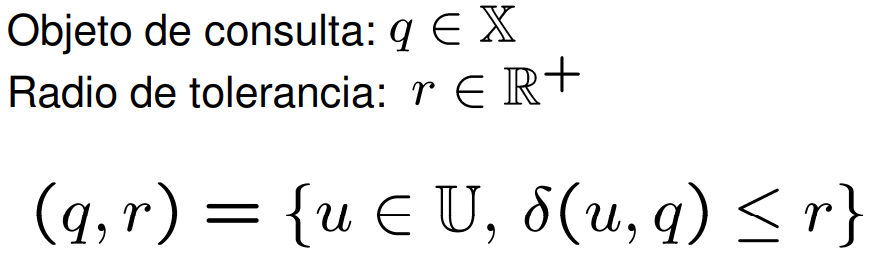 Objeto de consulta: q ∈ 𝕏
Radio de tolerancia: r ∈ ℝ⁺
(q, r) = {u ∈ 𝕌, δ(u, q) ≤ r}